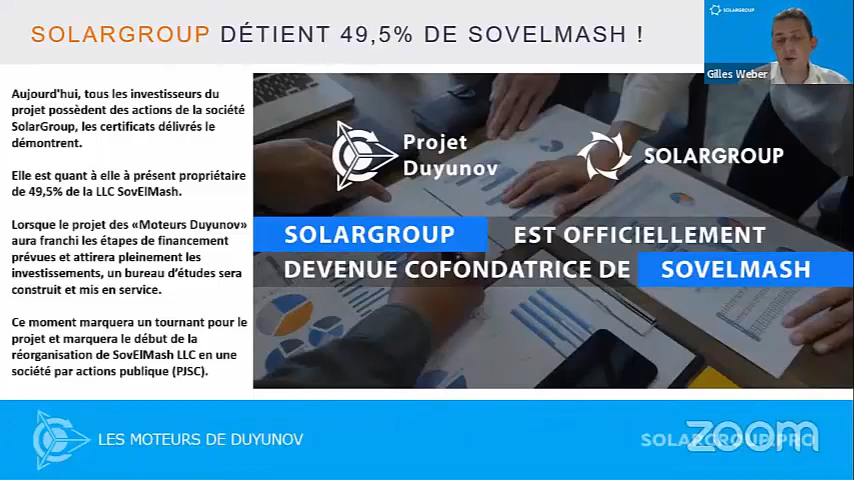 SOLARGROUP DÉTIENT 49,5% DE SOVELMASH !
SOLARGROUP
Gilles Weber
Aujourd'hui, tous les investisseurs du
projet possèdent des actions de la société
SolarGroup, les certificats délivrés le
démontrent.
Elle est quant à elle à présent propriétaire
de 49,5% de la LLC SovElMash.
Lorsque le projet des «Moteurs Duyunov»
aura franchi les étapes de financement
prévues et attirera pleinement les
investissements, un bureau d'études sera
construit et mis en service.
Ce moment marquera un tournant pour le
projet et marquera le début de la
réorganisation de SovElMash LLC en une
société par actions publique (PJSC).
Projet
Duyunov
SOLARGROUP
SOLARGROUP EST OFFICIELLEMENT
DEVENUE COFONDATRICE DE SOVELMASH
LES MOTEURS DE DUYUNOV
SOLARGROUP.PRO
zoom